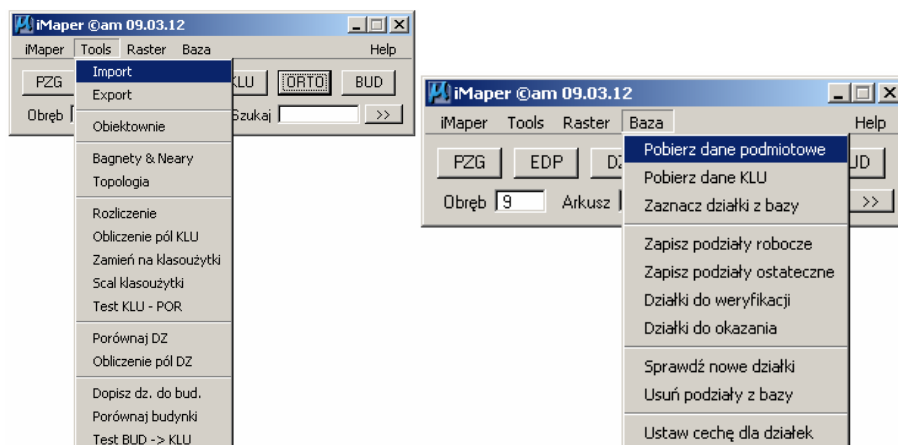 iMaper ©am 09.03.12
iMaper Tools Raster Baza Help
PZG KLU ORTO BUD
Obręb Szukaj >>
Import
Export
Obiektownie
Bagnety & Neary
Topologia
Rozliczenie
Obliczenie pól KLU
Zamień na klasoużytki
Scal klasoużytki
Test KLU - POR
Porównaj DZ
Obliczenie pól DZ
Dopisz dz. do bud.
Porównaj budynki
Test BUD -> KLU
iMaper ©am 09.03.12
iMaper Tools Raster Baza Help
PZG EDP
Obręb 9 Arkusz >>
Pobierz dane podmiotowe
Pobierz dane KLU
Zaznacz działki z bazy
Zapisz podziały robocze
Zapisz podziały ostateczne
Działki do weryfikacji
Działki do okazania
Sprawdź nowe działki
Usuń podziały z bazy
Ustaw cechę dla działek